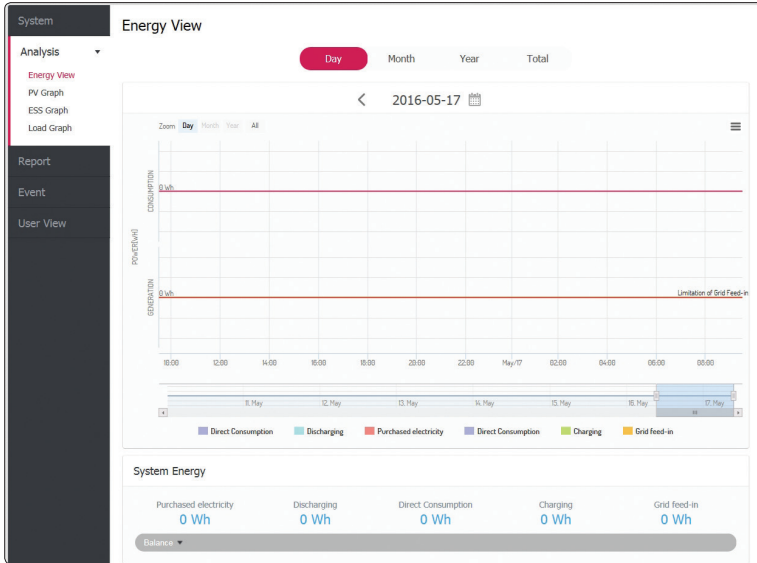 System
Analysis
Energy View
PV Graph
ESS Graph
Load Graph
Report
Event
User View
Energy View
Day Month Year Total
2016-05-17
Zoom Day Month Year All
POWER[WH]
CONSUMPTION
0 Wh
GENERATION
0 Wh
Limitation of Grid Feed-in
10:00 12:00 14:00 16:00 18:00 20:00 22:00 May/17 02:00 04:00 06:00 08:00
11. May 12. May 13. May 14. May 15. May 16. May 17. May
Direct Consumption Discharging Purchased electricity Direct Consumption Charging Grid feed-in
System Energy
Purchased electricity Discharging Direct Consumption Charging Grid feed-in
0 Wh 0 Wh 0 Wh 0 Wh 0 Wh
Balance